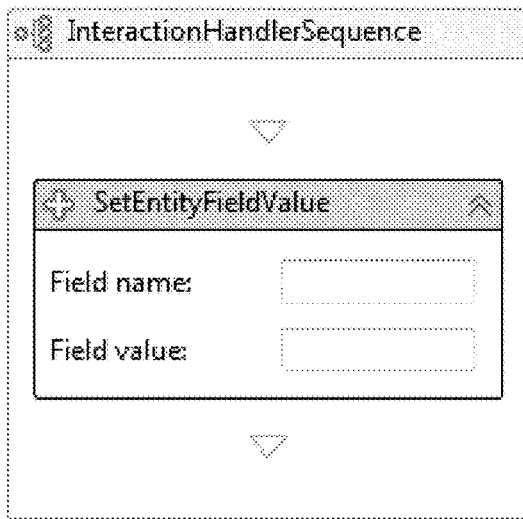 InteractionHandlerSequence
SetEntityFieldValue
Field name:
Field value: